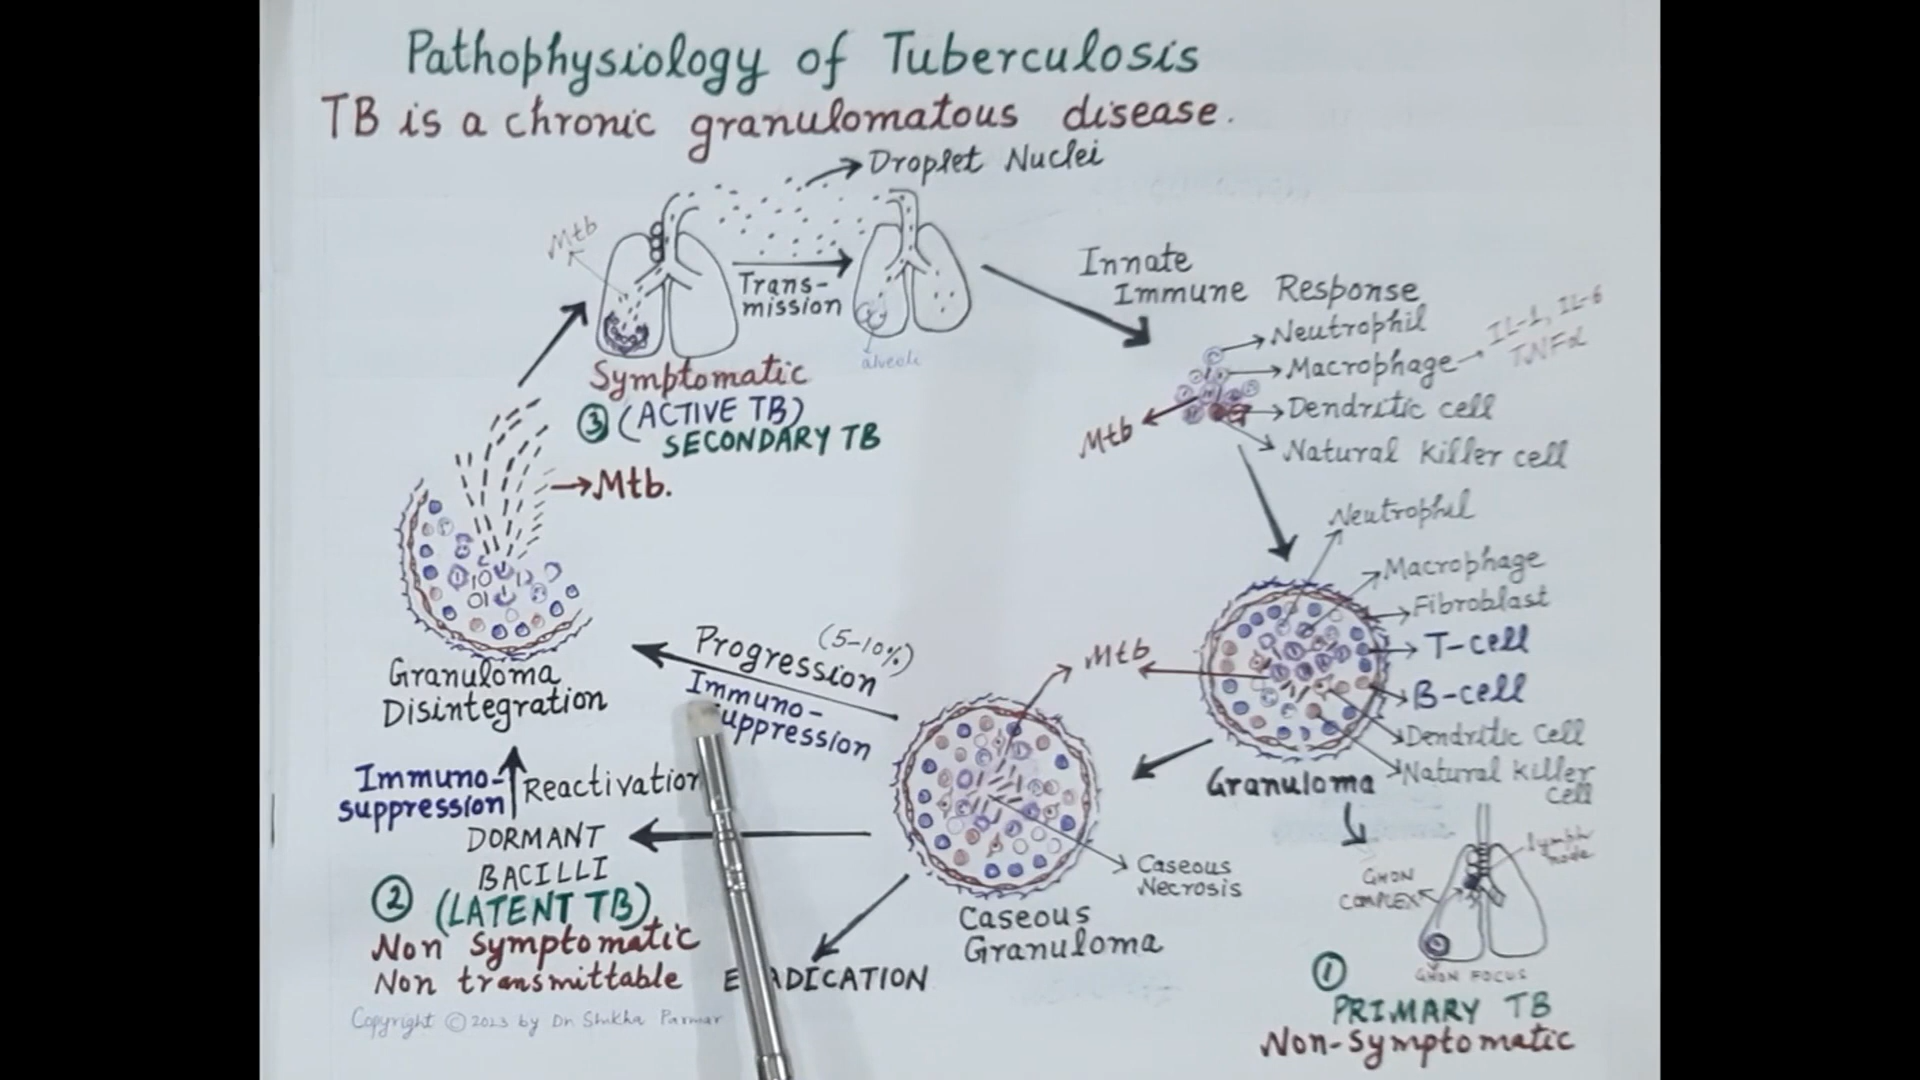 Pathophysiology of Tuberculosis
TB is a chronic granulomatous disease.
Droplet Nuclei
Mtb
Trans-
mission
alveoli
Symptomatic
③ (ACTIVE TB)
SECONDARY TB
Innate
Immune Response
Neutrophil
Macrophage
IL-1, IL-6
TNFα
Dendritic cell
Natural killer cell
Mtb
Mtb.
Neutrophil
Macrophage
Fibroblast
T-cell
B-cell
Dendritic Cell
Natural killer
Cell
Granuloma
Mtb
Progression (5-10%)
Immuno-
suppression
Granuloma
Disintegration
Immuno-
suppression
Reactivation
DORMANT
BACILLI
② (LATENT TB)
Non Symptomatic
Non transmittable
Caseous
Necrosis
Caseous
Granuloma
E ADICATION
Lymph
node
GHON
COMPLEX
GHON FOCUS
①
PRIMARY TB
Non-Symptomatic
Copyright © 2023 by Dr Shikha Parmar